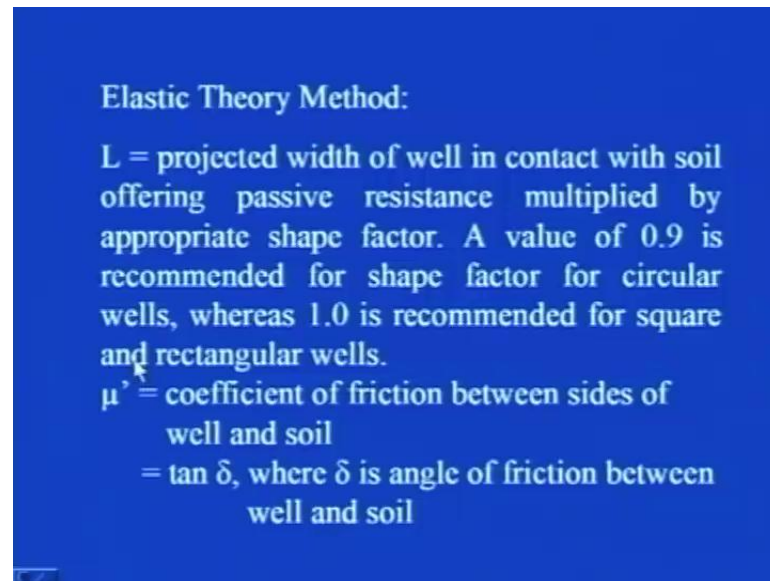 Elastic Theory Method:
L = projected width of well in contact with soil
offering passive resistance multiplied by
appropriate shape factor. A value of 0.9 is
recommended for shape factor for circular
wells, whereas 1.0 is recommended for square
and rectangular wells.
μ' = coefficient of friction between sides of
well and soil
= tan δ, where δ is angle of friction between
well and soil